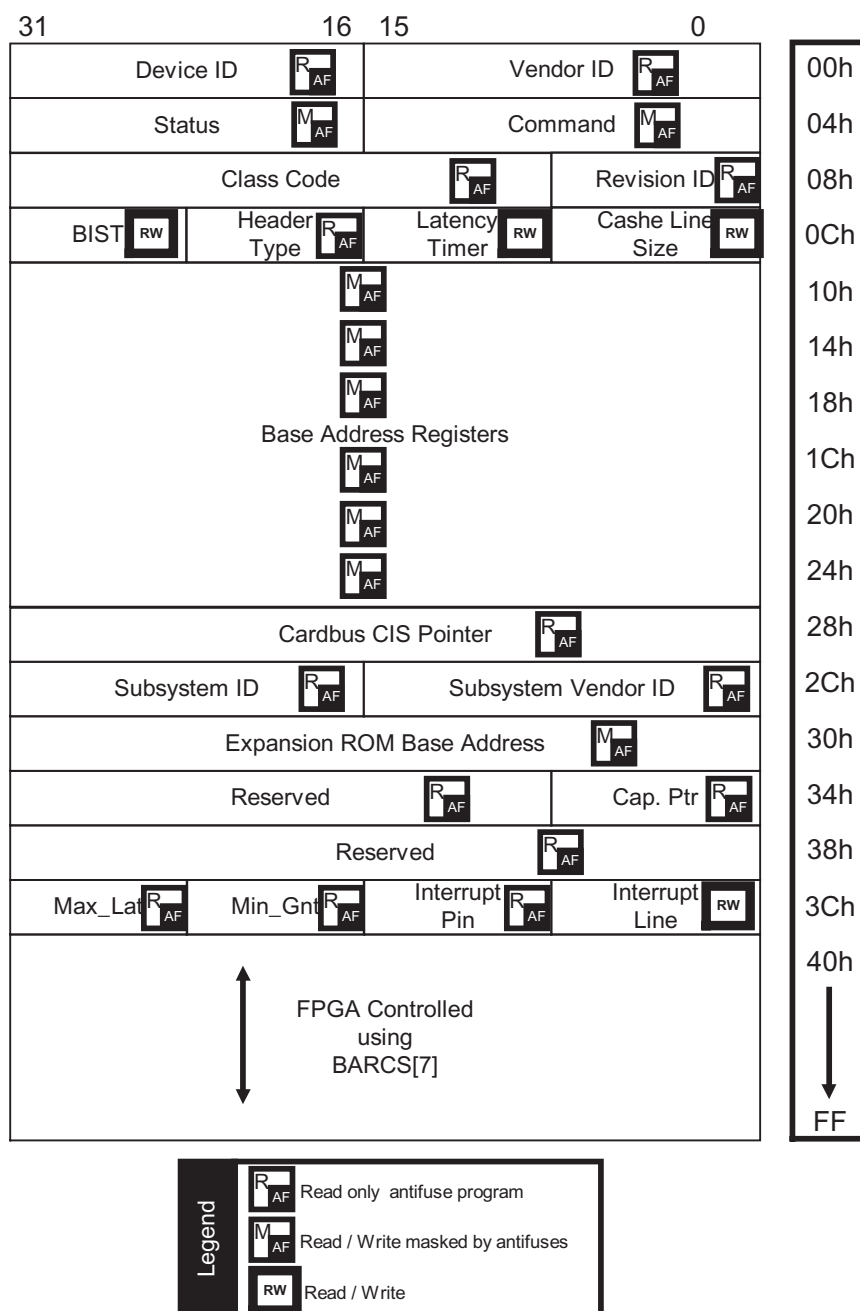 31 16 15 0
Device ID R AF Vendor ID R AF 00h
Status M AF Command M AF 04h
Class Code R AF Revision ID R AF 08h
BIST RW Header Type R AF Latency Timer RW Cashe Line Size RW 0Ch
M AF 10h
M AF 14h
M AF 18h
Base Address Registers
M AF 1Ch
M AF 20h
M AF 24h
Cardbus CIS Pointer R AF 28h
Subsystem ID R AF Subsystem Vendor ID R AF 2Ch
Expansion ROM Base Address M AF 30h
Reserved R AF Cap. Ptr R AF 34h
Reserved R AF 38h
Max_Lat R AF Min_Gnt R AF Interrupt Pin R AF Interrupt Line RW 3Ch
40h
FPGA Controlled
using
BARCS[7]
FF
Legend
R AF Read only antifuse program
M AF Read / Write masked by antifuses
RW Read / Write